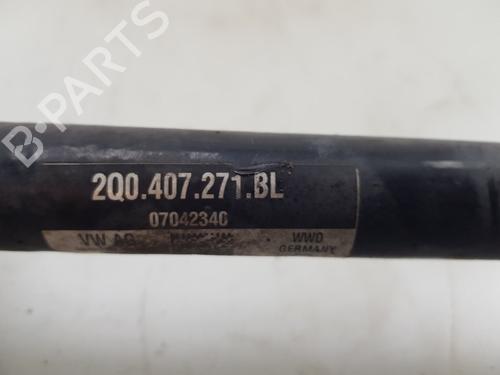 B-PARTS
2Q0.407.271.BL
07042340
VW AG WWD
GERMANY